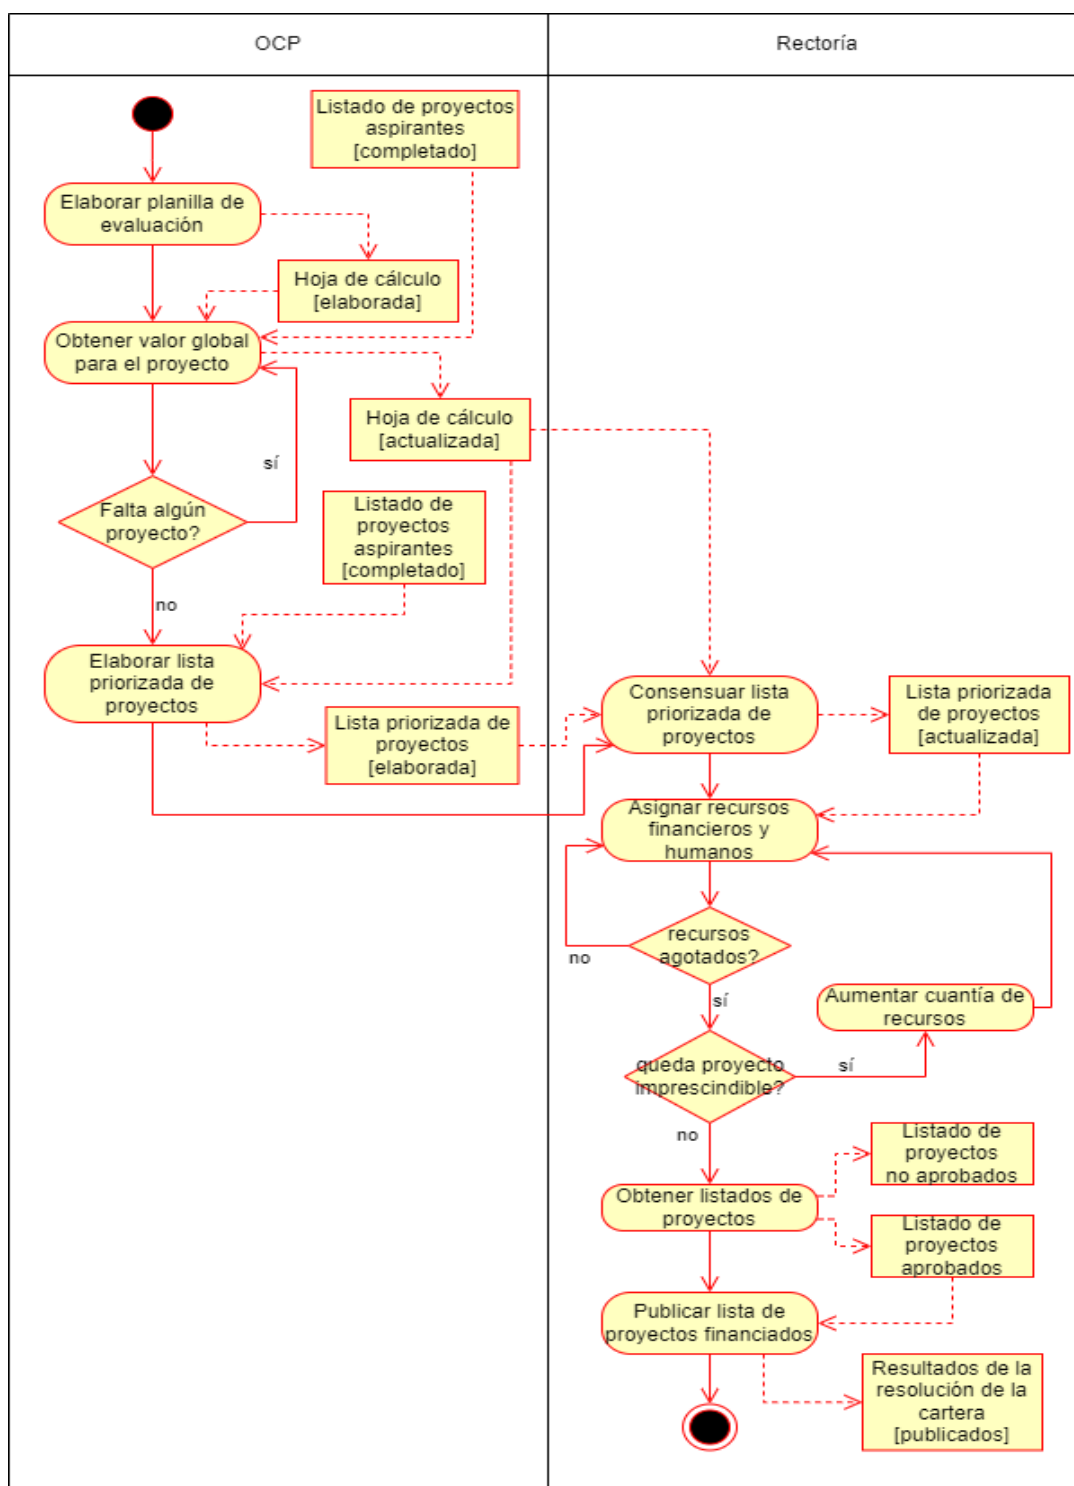 OCP
Rectoría
Listado de proyectos
aspirantes
[completado]
Elaborar planilla de
evaluación
Hoja de cálculo
[elaborada]
Obtener valor global
para el proyecto
Hoja de cálculo
[actualizada]
sí
Falta algún
proyecto?
Listado de
proyectos
aspirantes
[completado]
no
Elaborar lista
priorizada de
proyectos
Lista priorizada de
proyectos
[elaborada]
Consensuar lista
priorizada de
proyectos
Lista priorizada
de proyectos
[actualizada]
Asignar recursos
financieros y
humanos
recursos
agotados?
no
sí
Aumentar cuantía de
recursos
queda proyecto
imprescindible?
sí
no
Listado de
proyectos
no aprobados
Obtener listados de
proyectos
Listado de
proyectos
aprobados
Publicar lista de
proyectos financiados
Resultados de la
resolución de la
cartera
[publicados]